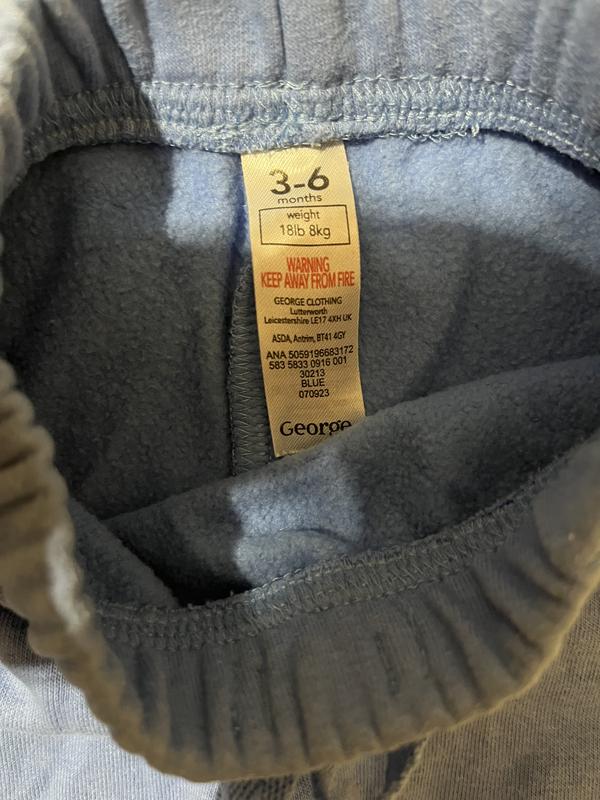 3-6
months
weight
18lb 8kg
WARNING
KEEP AWAY FROM FIRE
GEORGE CLOTHING
Lutterworth
Leicestershire LE17 4XH UK
ASDA, Antrim, BT41 4GY
ANA 5059196683172
583 5833 0916 001
30213
BLUE
070923
George